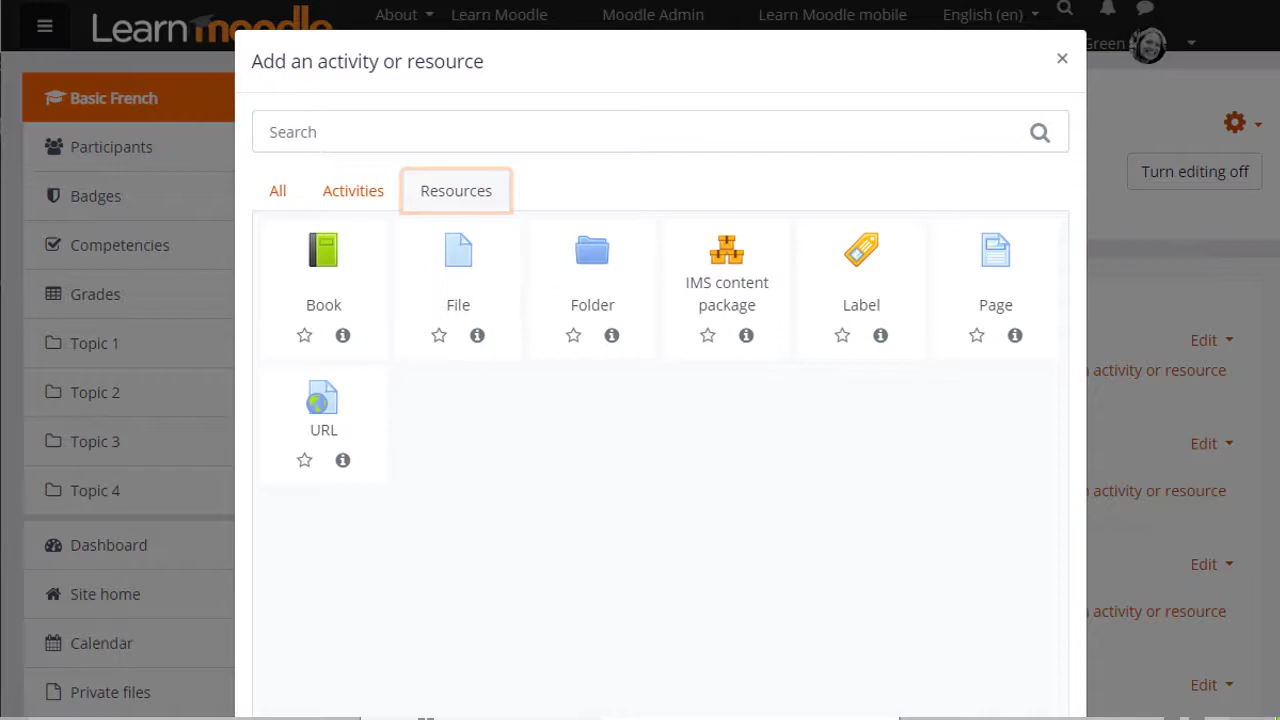 About
Learn Moodle
Moodle Admin
Learn Moodle mobile
English (en)
Learn moodle
Green
Add an activity or resource
×
Search
Basic French
Participants
Badges
Competencies
Grades
Topic 1
Topic 2
Topic 3
Topic 4
Dashboard
Site home
Calendar
Private files
All
Activities
Resources
Book
File
Folder
IMS content
package
Label
Page
URL
Turn editing off
Edit
activity or resource
Edit
activity or resource
Edit
activity or resource
Edit